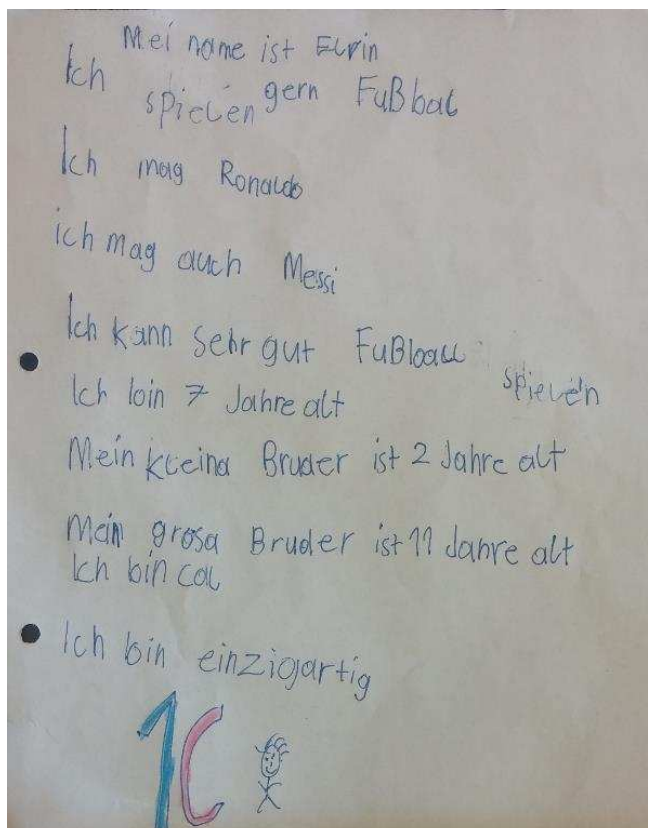 Mei name ist Elvin
Ich spielen gern Fußbal
Ich mag Ronaldo
ich mag auch Messi
Ich kann sehr gut Fußball spielen
Ich bin 7 Jahre alt
Mein kleina Bruder ist 2 Jahre alt
Mein grosa Bruder ist 11 Jahre alt
Ich bin col
Ich bin einzigartig
1C